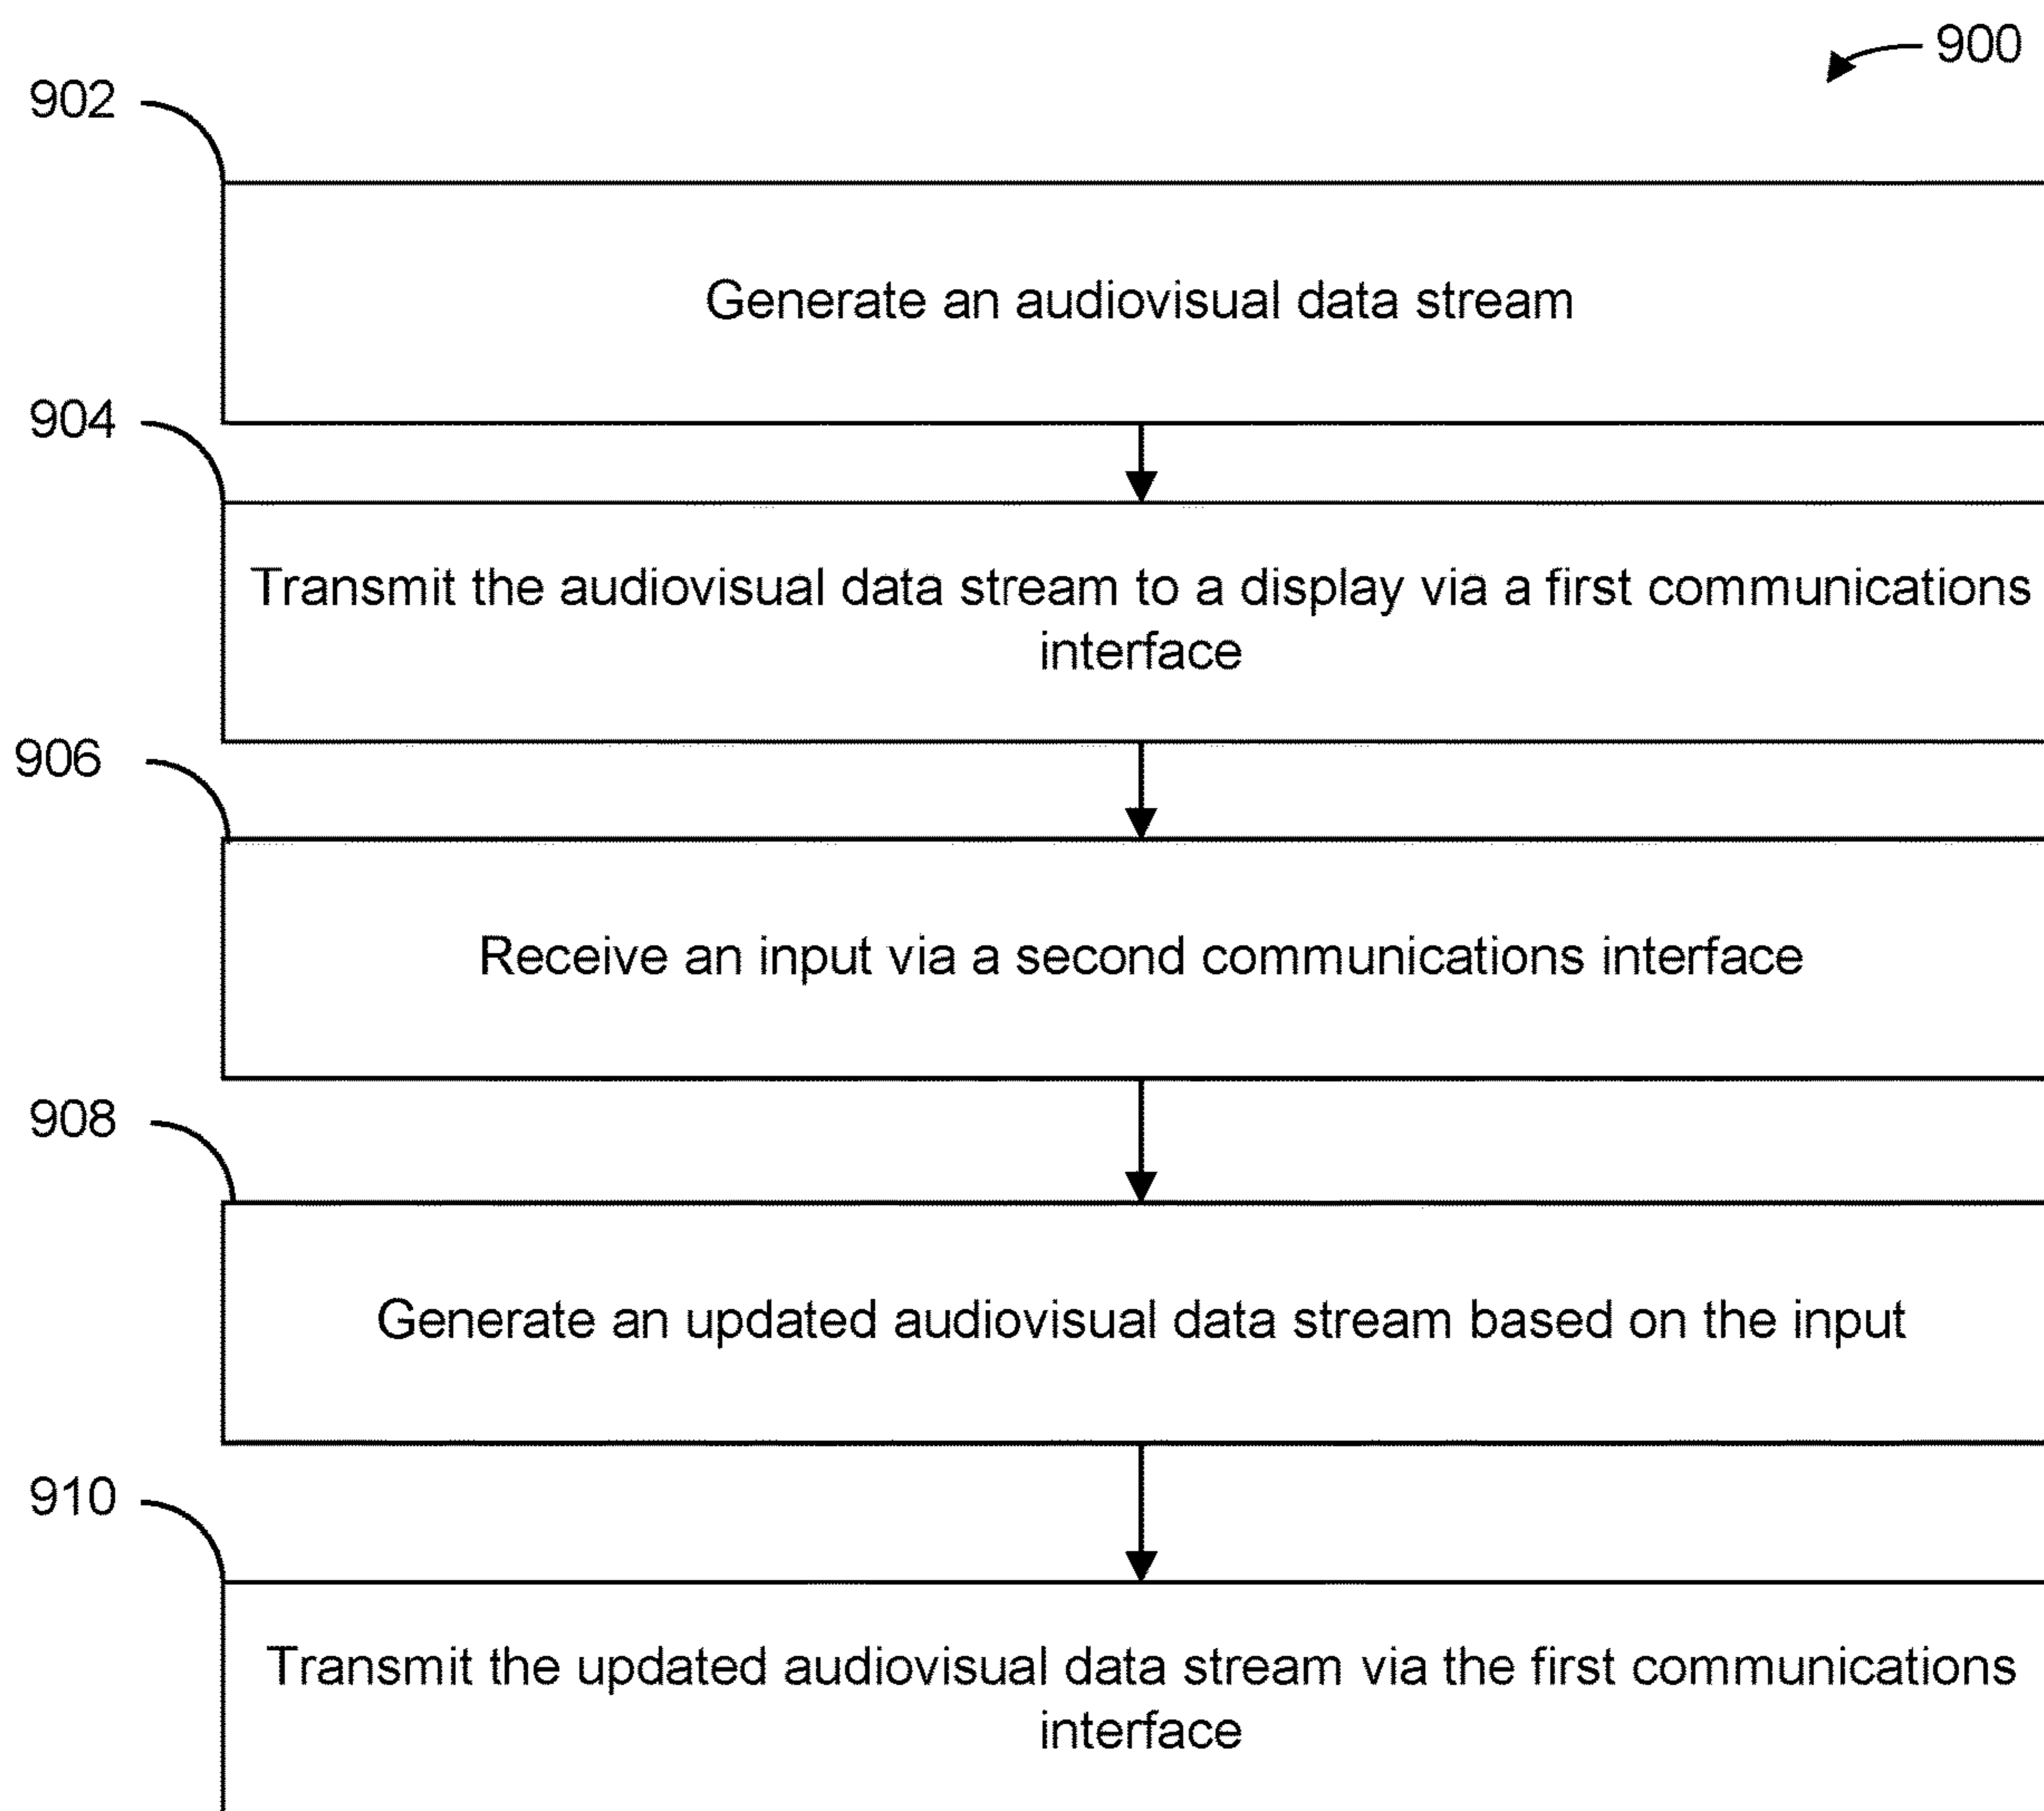 900
902
Generate an audiovisual data stream
904
Transmit the audiovisual data stream to a display via a first communications
interface
906
Receive an input via a second communications interface
908
Generate an updated audiovisual data stream based on the input
910
Transmit the updated audiovisual data stream via the first communications
interface